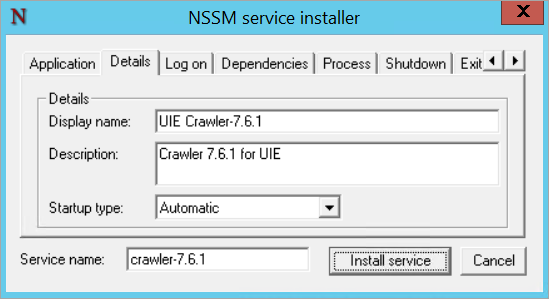 N NSSM service installer X
Application Details Log on Dependencies Process Shutdown Exit
Details
Display name: UIE Crawler-7.6.1
Description: Crawler 7.6.1 for UIE
Startup type: Automatic
Service name: crawler-7.6.1 Install service Cancel